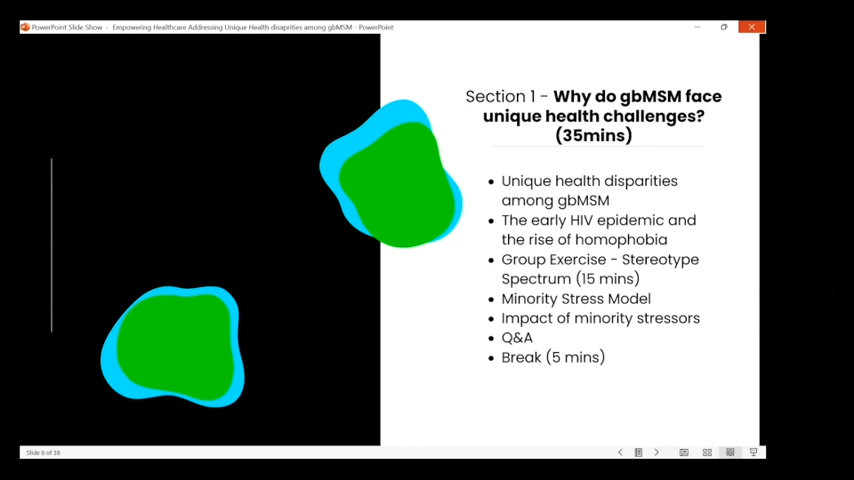 PowerPoint Slide Show - Empowering Healthcare Addressing Unique Health disaprities among gbMSM - PowerPoint
Section 1 - Why do gbMSM face
unique health challenges?
(35mins)
• Unique health disparities
among gbMSM
• The early HIV epidemic and
the rise of homophobia
• Group Exercise - Stereotype
Spectrum (15 mins)
• Minority Stress Model
• Impact of minority stressors
• Q&A
• Break (5 mins)
Slide 6 of 38